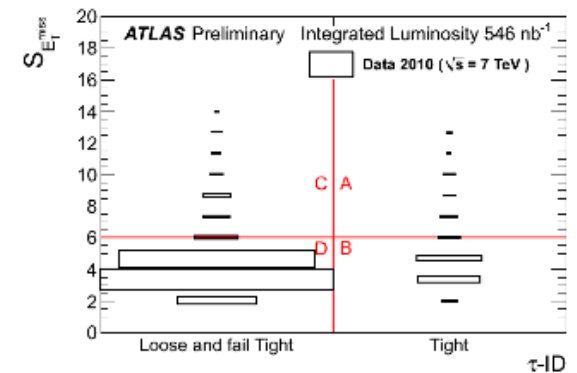 S_{E_T^{miss}}
20
18
16
14
12
10
8
6
4
2
0
ATLAS Preliminary Integrated Luminosity 546 nb⁻¹
Data 2010 (√s = 7 TeV)
C A
D B
Loose and fail Tight Tight
τ-ID